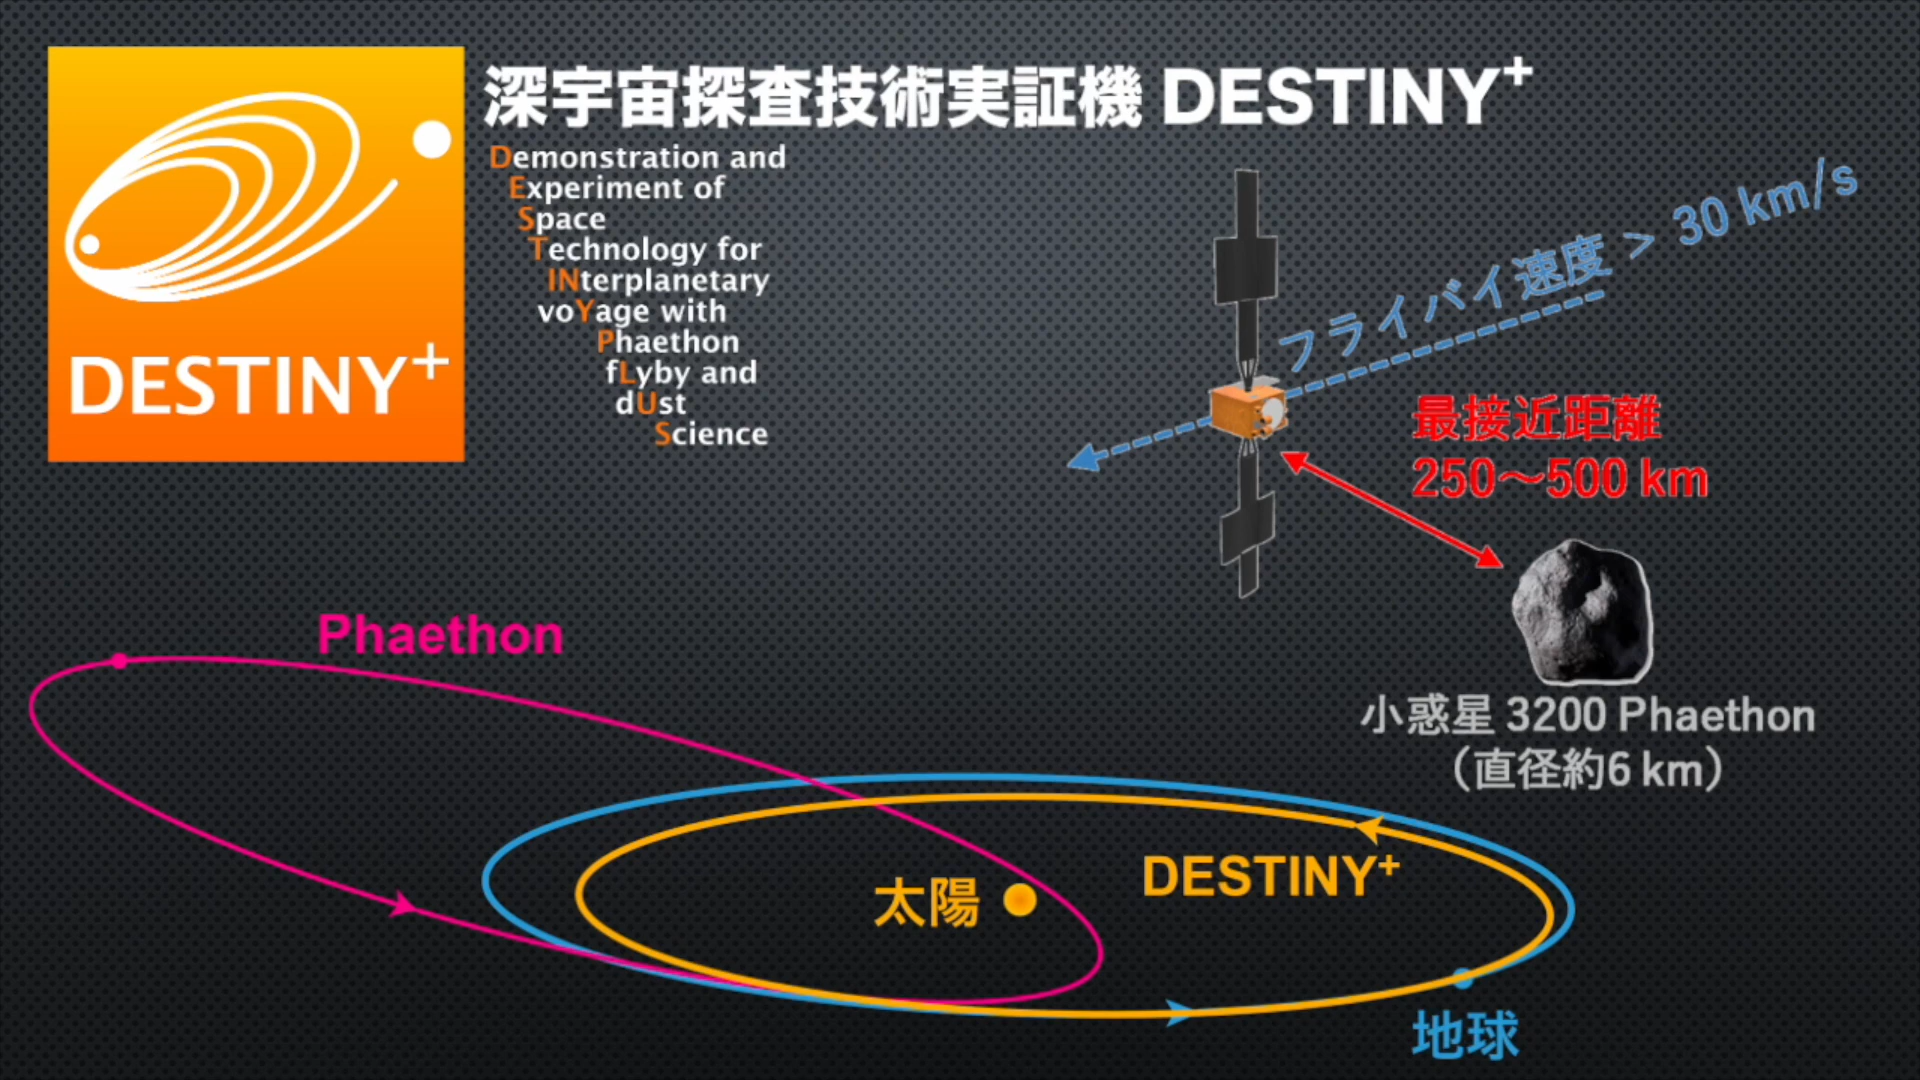 深宇宙探査技術実証機 DESTINY⁺
DESTINY⁺
Demonstration and
Experiment of
Space
Technology for
INterplanetary
voYage with
Phaethon
fLyby and
dUst
Science
フライバイ速度 > 30 km/s
最接近距離
250〜500 km
小惑星 3200 Phaethon
（直径約6 km）
Phaethon
太陽
DESTINY⁺
地球